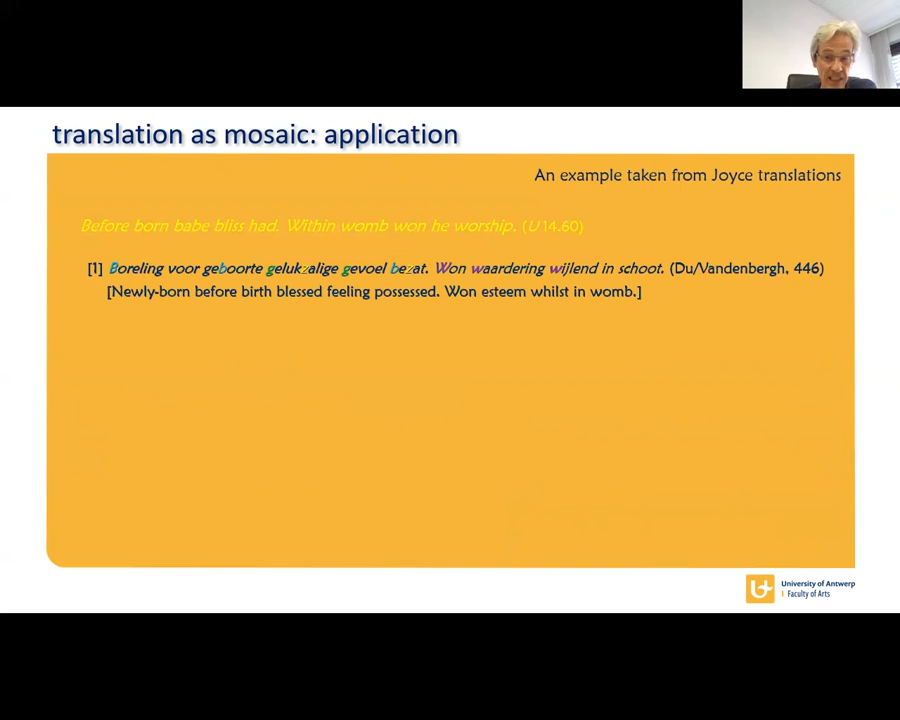 translation as mosaic: application
An example taken from Joyce translations
Before born babe bliss had. Within womb won he worship. (U 14.60)
[1] Boreling voor geboorte gelukzalige gevoel bezat. Won waardering wijlend in schoot. (Du/Vandenbergh, 446)
[Newly-born before birth blessed feeling possessed. Won esteem whilst in womb.]
University of Antwerp
Faculty of Arts